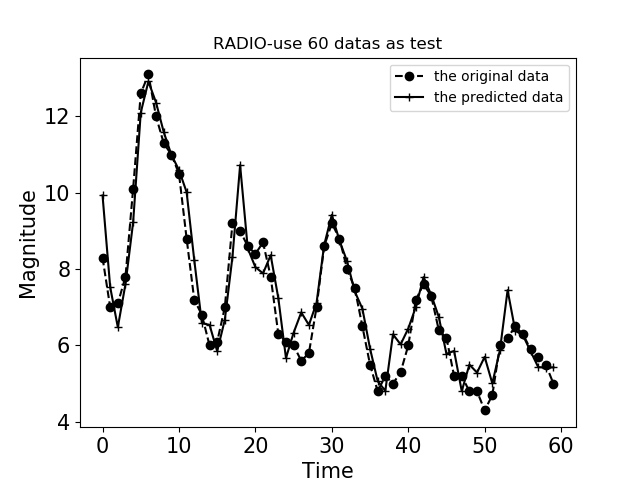 RADIO-use 60 datas as test
the original data
the predicted data
Magnitude
12
10
8
6
4
0 10 20 30 40 50 60
Time